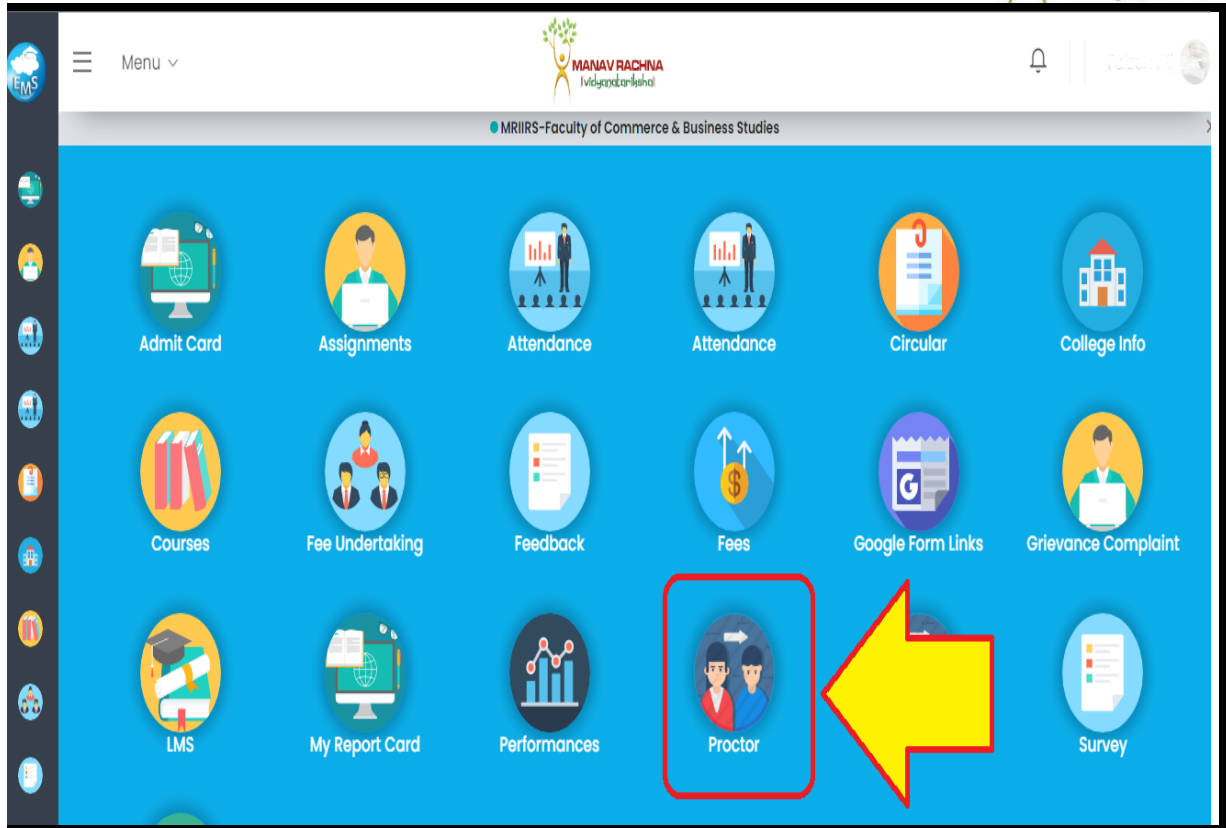 EMS
Menu
MANAV RACHNA
vidyanatariksha
MRIIRS-Faculty of Commerce & Business Studies
Admit Card
Assignments
Attendance
Attendance
Circular
College Info
Courses
Fee Undertaking
Feedback
Fees
G
Google Form Links
Grievance Complaint
LMS
My Report Card
Performances
Proctor
Survey